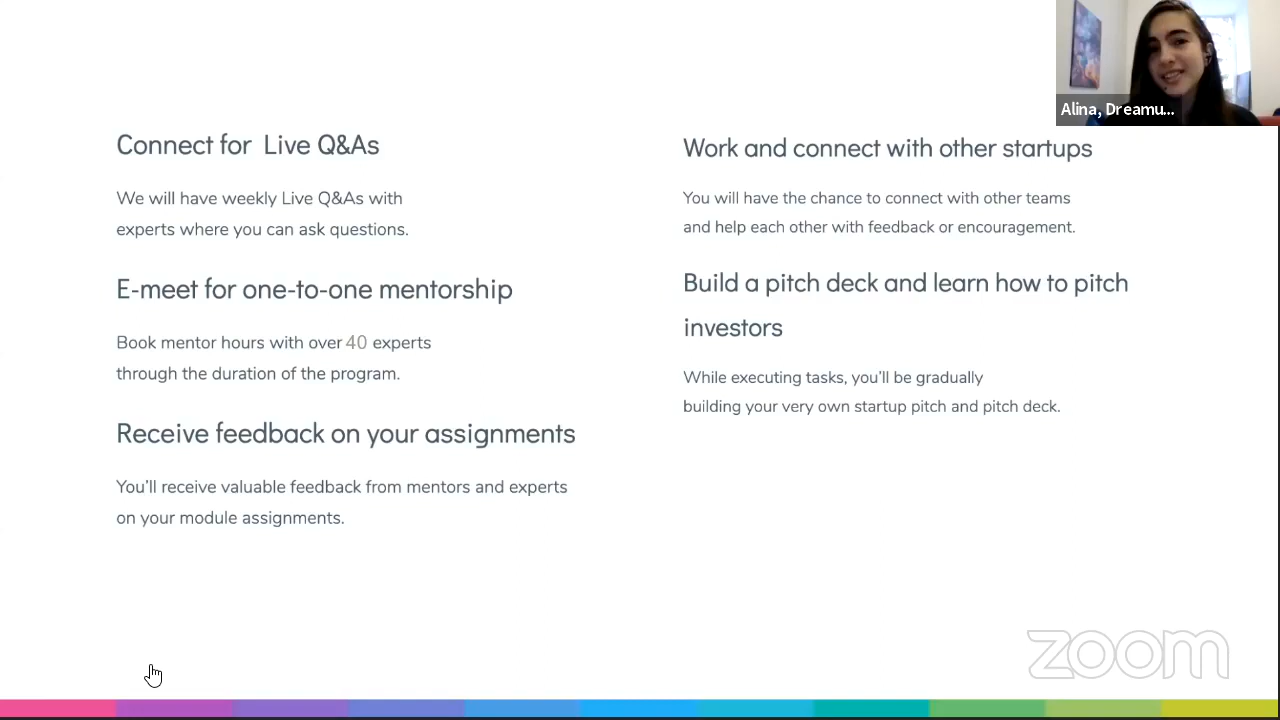 Alina, Dreamu...
Connect for Live Q&As
We will have weekly Live Q&As with
experts where you can ask questions.
E-meet for one-to-one mentorship
Book mentor hours with over 40 experts
through the duration of the program.
Receive feedback on your assignments
You'll receive valuable feedback from mentors and experts
on your module assignments.
Work and connect with other startups
You will have the chance to connect with other teams
and help each other with feedback or encouragement.
Build a pitch deck and learn how to pitch
investors
While executing tasks, you'll be gradually
building your very own startup pitch and pitch deck.
zoom